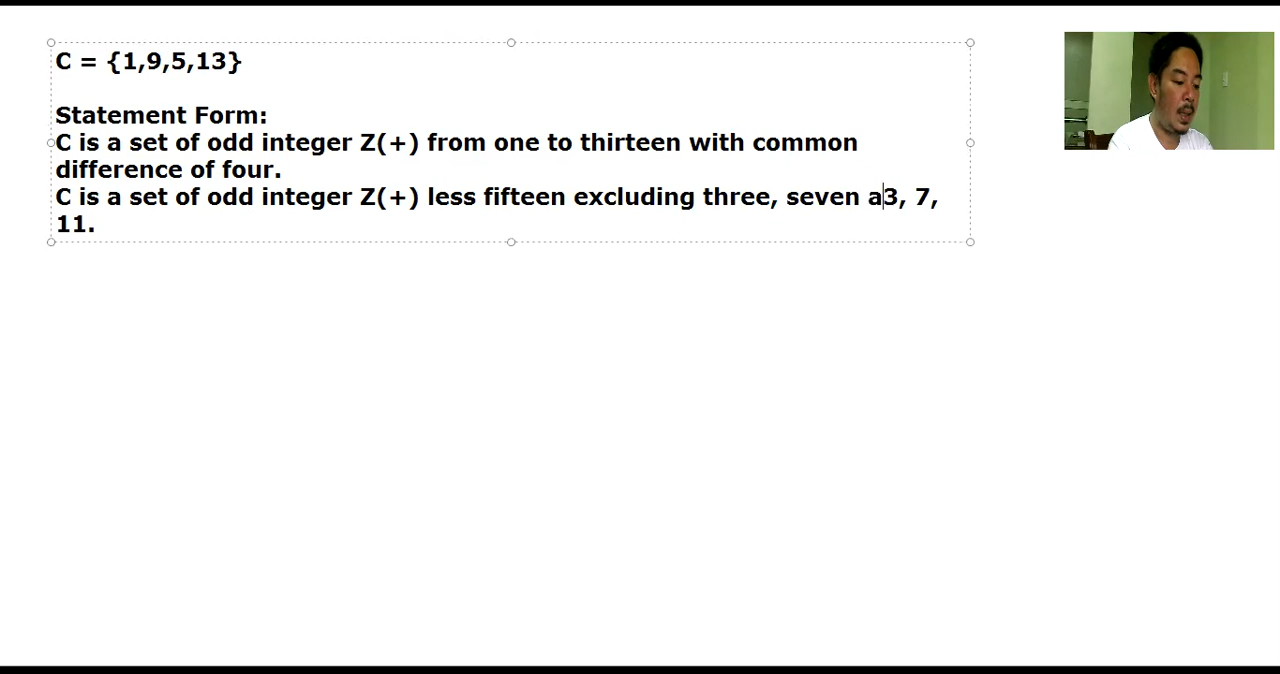 C = {1,9,5,13}
Statement Form:
C is a set of odd integer Z(+) from one to thirteen with common
difference of four.
C is a set of odd integer Z(+) less fifteen excluding three, seven a3, 7,
11.